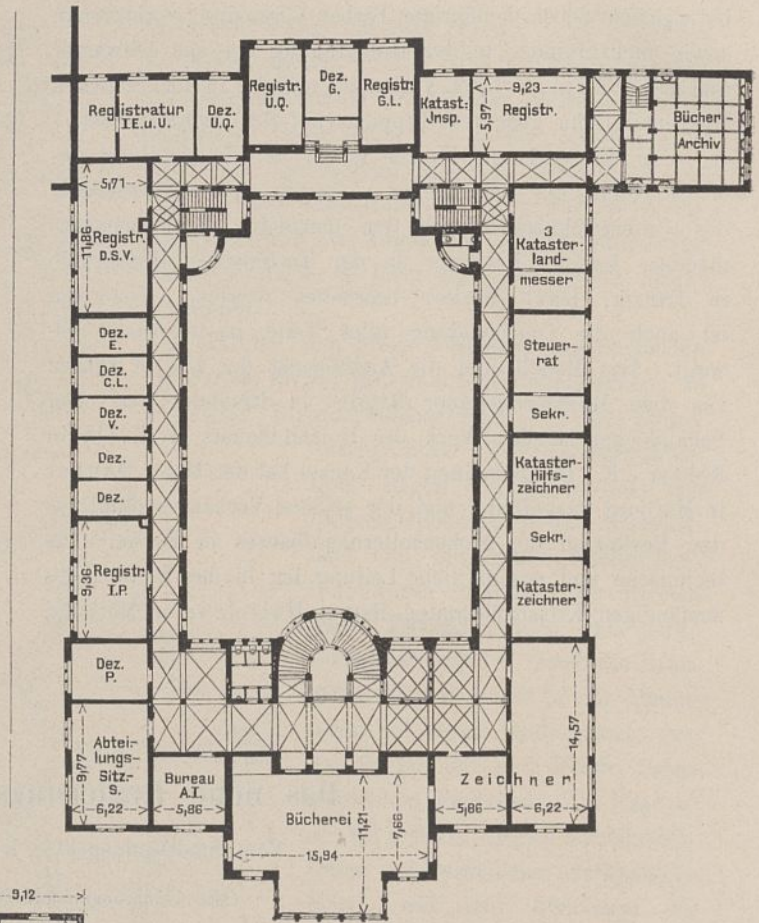 Registratur
I.E.u.U.
Dez.
U.Q.
Registr.
U.Q.
Dez.
G.
Registr.
G.L.
Katast.-
Jnsp.
9,23
5,97
Registr.
Bücher-
Archiv
5,71
11,86
Registr.
D.S.V.
3
Kataster-
land-
messer
Dez.
E.
Dez.
C.L.
Dez.
V.
Dez.
Dez.
Steuer-
rat
Sekr.
Kataster-
Hilfs-
zeichner
9,36
Registr.
I.P.
Sekr.
Kataster-
zeichner
Dez.
P.
9,77
Abtei-
lungs-
Sitz.-
S.
6,22
Bureau
A.I.
5,86
Bücherei
11,21
7,66
15,94
Zeichner
5,86
14,57
6,22
9,12